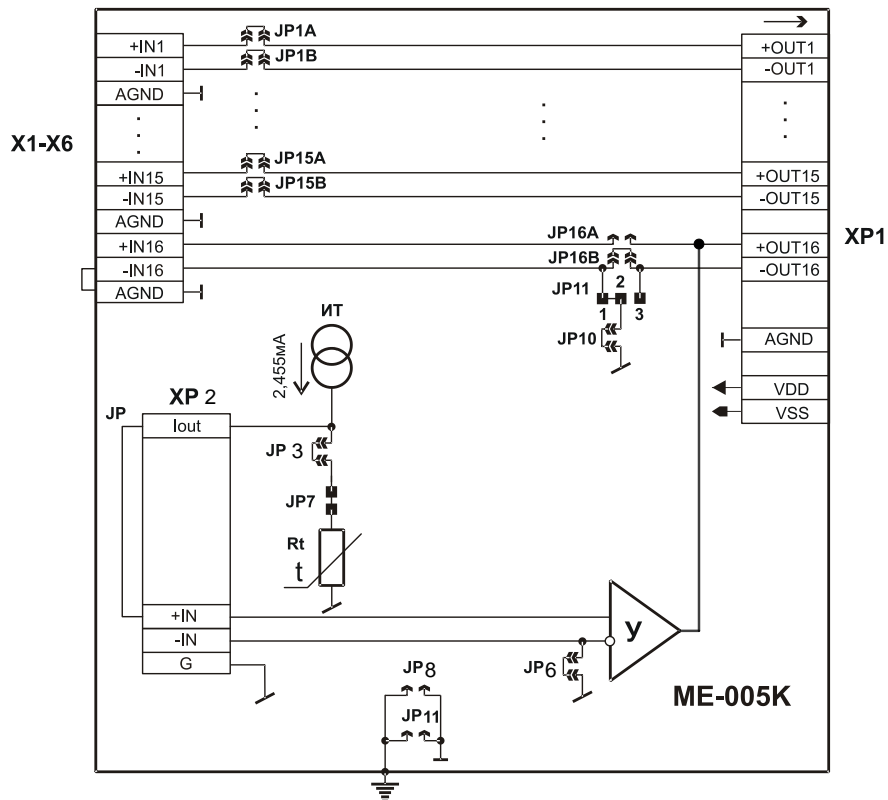 JP1A
+IN1
+OUT1
JP1B
-IN1
-OUT1
AGND
X1-X6
JP15A
+IN15
+OUT15
JP15B
-IN15
-OUT15
AGND
JP16A
XP1
+IN16
+OUT16
JP16B
-IN16
-OUT16
AGND
JP11
2
1
3
ИТ
JP10
AGND
2,455мА
VDD
XP 2
JP
VSS
Iout
JP 3
JP7
Rt
t
+IN
У
-IN
G
JP8
JP6
ME-005K
JP11